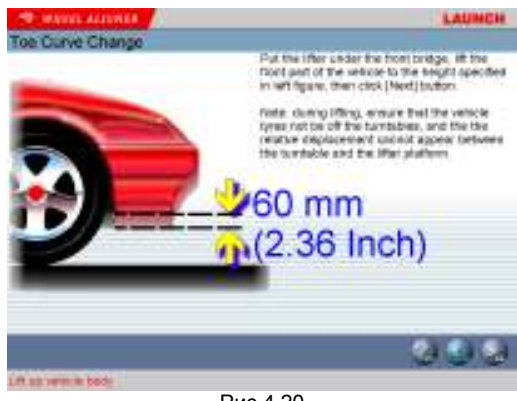 WHEEL ALIGNER
LAUNCH
Toe Curve Change
Put the lifter under the front bridge, lift the
front part of the vehicle to the height specified
in left figure, then click [Next] button.
Note: during lifting, ensure that the vehicle
tyres not be off the turntables, and the the
relative displacement cannot appear between
the turntable and the lifter platform.
60 mm
(2.36 Inch)
Lift up vehicle body
Рис 4-20